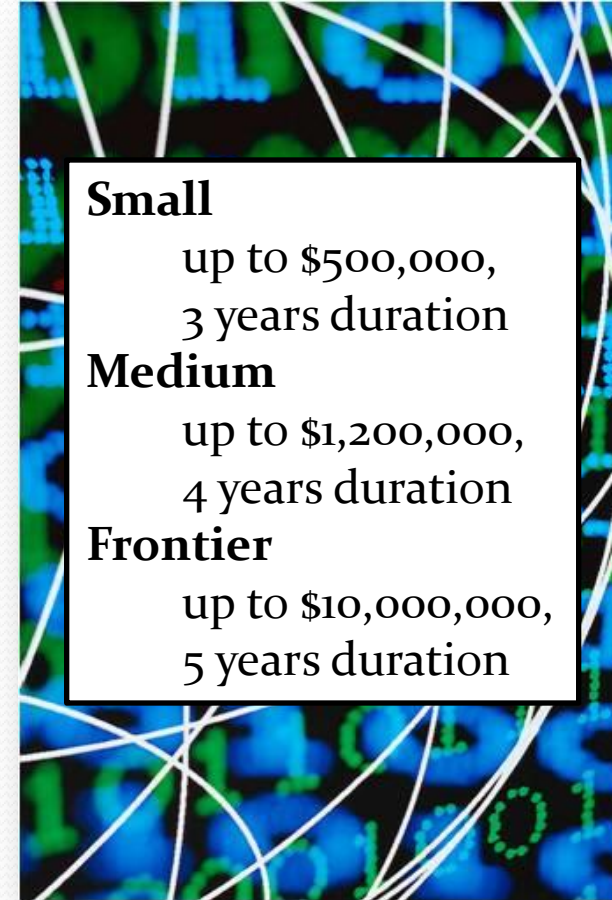 Small
up to $500,000,
3 years duration
Medium
up to $1,200,000,
4 years duration
Frontier
up to $10,000,000,
5 years duration